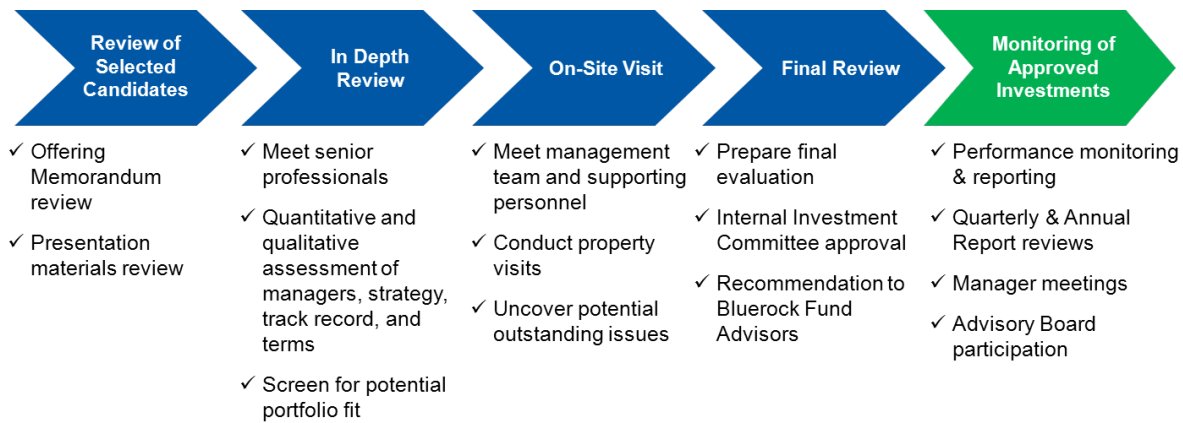 Review of
Selected
Candidates
✓ Offering
Memorandum
review
✓ Presentation
materials review
In Depth
Review
✓ Meet senior
professionals
✓ Quantitative and
qualitative
assessment of
managers, strategy,
track record, and
terms
✓ Screen for potential
portfolio fit
On-Site Visit
✓ Meet management
team and supporting
personnel
✓ Conduct property
visits
✓ Uncover potential
outstanding issues
Final Review
✓ Prepare final
evaluation
✓ Internal Investment
Committee approval
✓ Recommendation to
Bluerock Fund
Advisors
Monitoring of
Approved
Investments
✓ Performance monitoring
& reporting
✓ Quarterly & Annual
Report reviews
✓ Manager meetings
✓ Advisory Board
participation